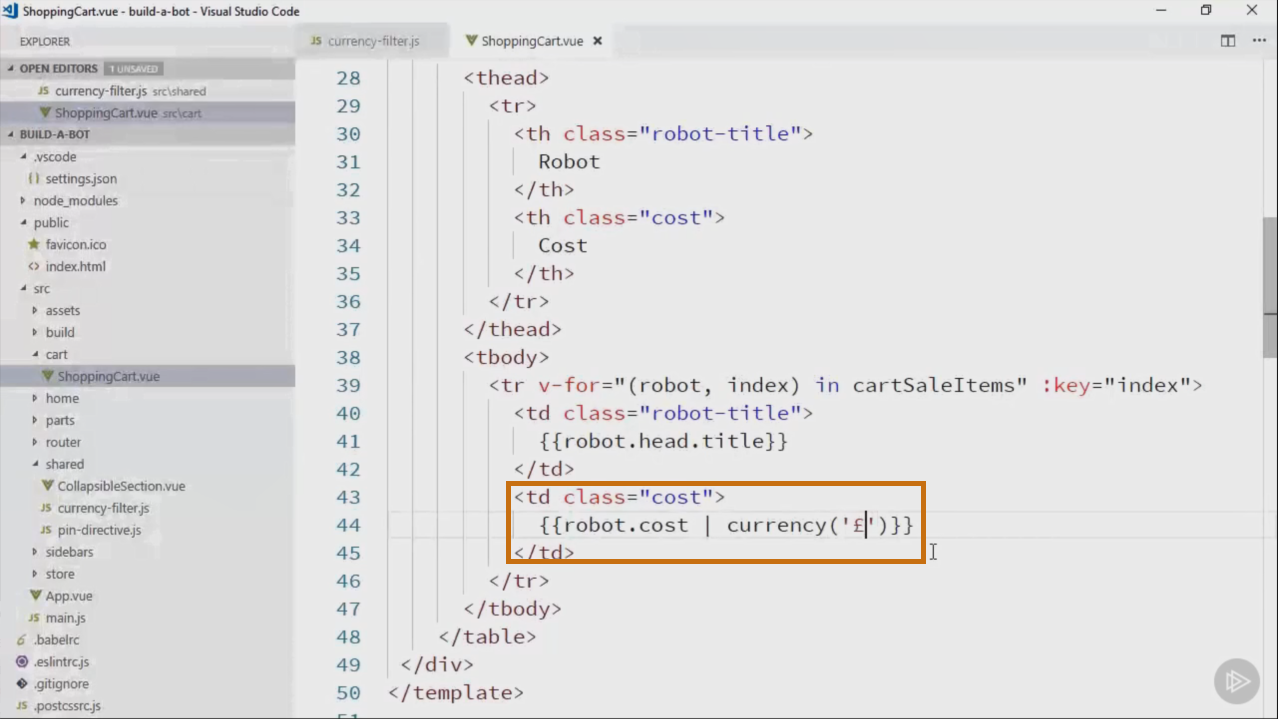 ShoppingCart.vue - build-a-bot - Visual Studio Code
EXPLORER
OPEN EDITORS 1 UNSAVED
JS currency-filter.js src\shared
ShoppingCart.vue src\cart
BUILD-A-BOT
.vscode
{} settings.json
node_modules
public
favicon.ico
<> index.html
src
assets
build
cart
ShoppingCart.vue
home
parts
router
shared
CollapsibleSection.vue
JS currency-filter.js
JS pin-directive.js
sidebars
store
App.vue
JS main.js
.babelrc
.eslintrc.js
.gitignore
JS .postcssrc.js
JS currency-filter.js
ShoppingCart.vue
28 <thead>
29 <tr>
30 <th class="robot-title">
31 Robot
32 </th>
33 <th class="cost">
34 Cost
35 </th>
36 </tr>
37 </thead>
38 <tbody>
39 <tr v-for="(robot, index) in cartSaleItems" :key="index">
40 <td class="robot-title">
41 {{robot.head.title}}
42 </td>
43 <td class="cost">
44 {{robot.cost | currency('£')}}
45 </td>
46 </tr>
47 </tbody>
48 </table>
49 </div>
50 </template>